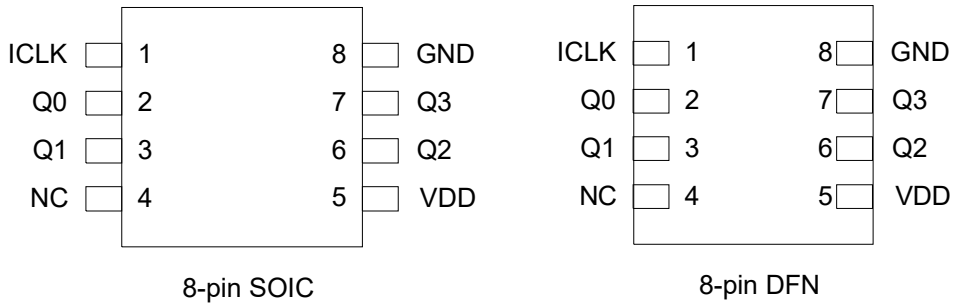 ICLK 1 8 GND
Q0 2 7 Q3
Q1 3 6 Q2
NC 4 5 VDD
8-pin SOIC
ICLK 1 8 GND
Q0 2 7 Q3
Q1 3 6 Q2
NC 4 5 VDD
8-pin DFN